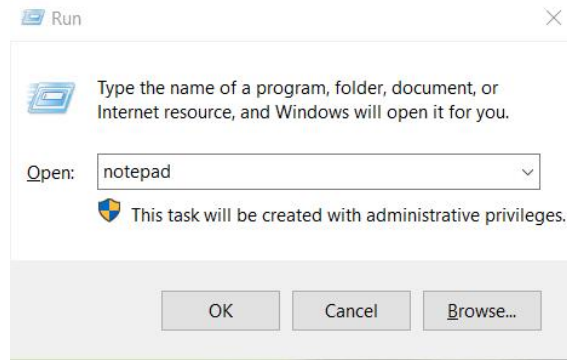 Run
Type the name of a program, folder, document, or
Internet resource, and Windows will open it for you.
Open: notepad
This task will be created with administrative privileges.
OK Cancel Browse...